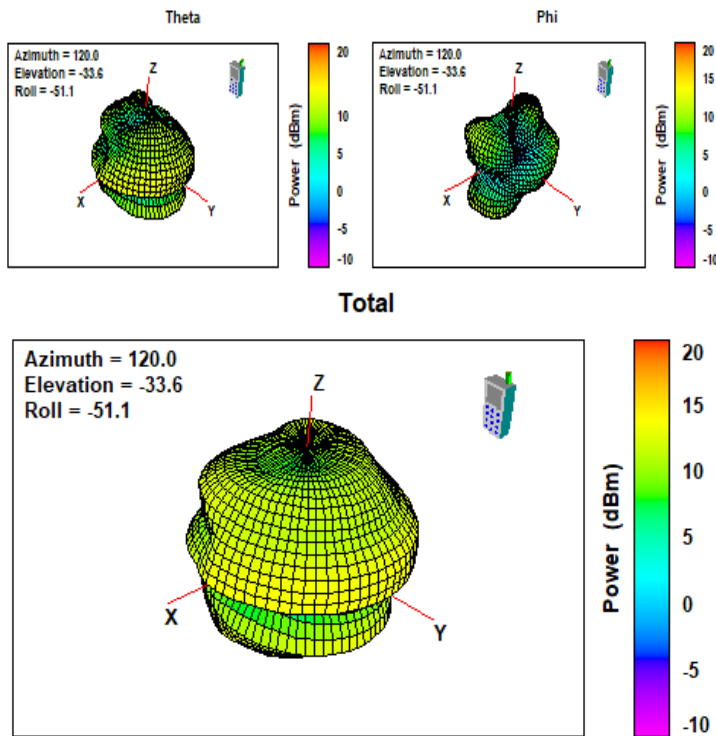 Theta
Phi
Azimuth = 120.0
Elevation = -33.6
Roll = -51.1
Z
X
Y
Power (dBm)
20
15
10
5
0
-5
-10
Azimuth = 120.0
Elevation = -33.6
Roll = -51.1
Z
X
Y
Power (dBm)
20
15
10
5
0
-5
-10
Total
Azimuth = 120.0
Elevation = -33.6
Roll = -51.1
Z
X
Y
Power (dBm)
20
15
10
5
0
-5
-10